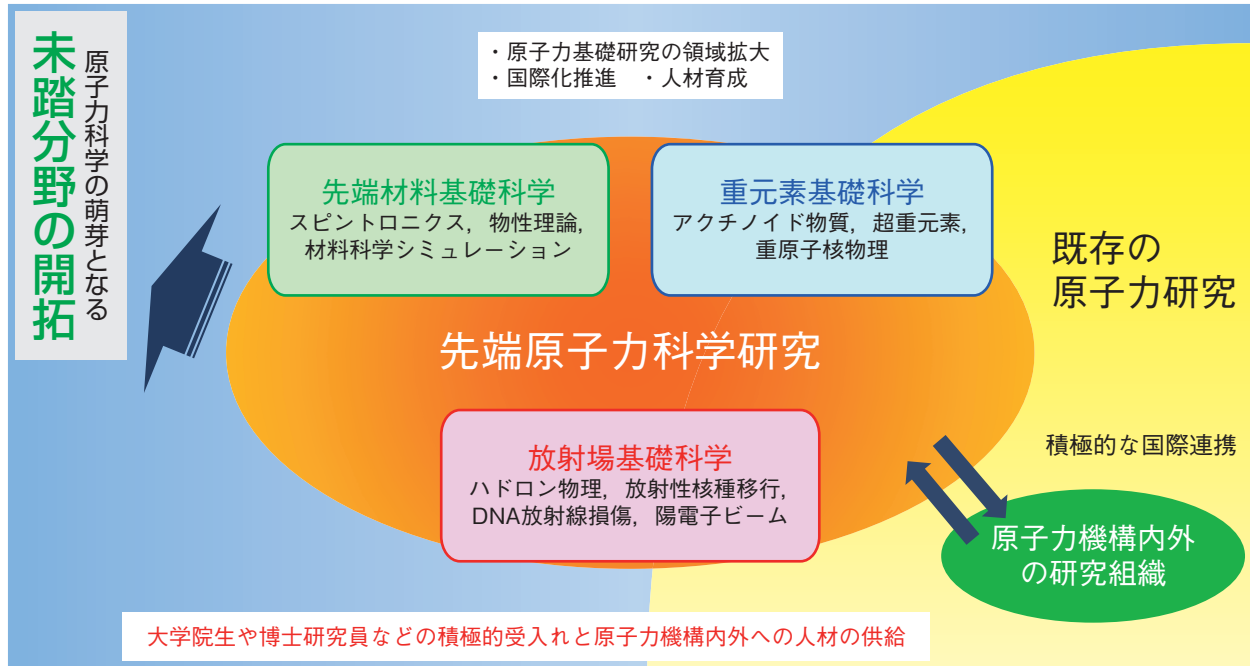 原子力科学の萌芽となる
未踏分野の開拓
・原子力基礎研究の領域拡大
・国際化推進　・人材育成
先端材料基礎科学
スピントロニクス，物性理論，
材料科学シミュレーション
重元素基礎科学
アクチノイド物質，超重元素，
重原子核物理
既存の
原子力研究
先端原子力科学研究
放射場基礎科学
ハドロン物理，放射性核種移行，
DNA放射線損傷，陽電子ビーム
積極的な国際連携
原子力機構内外
の研究組織
大学院生や博士研究員などの積極的受入れと原子力機構内外への人材の供給